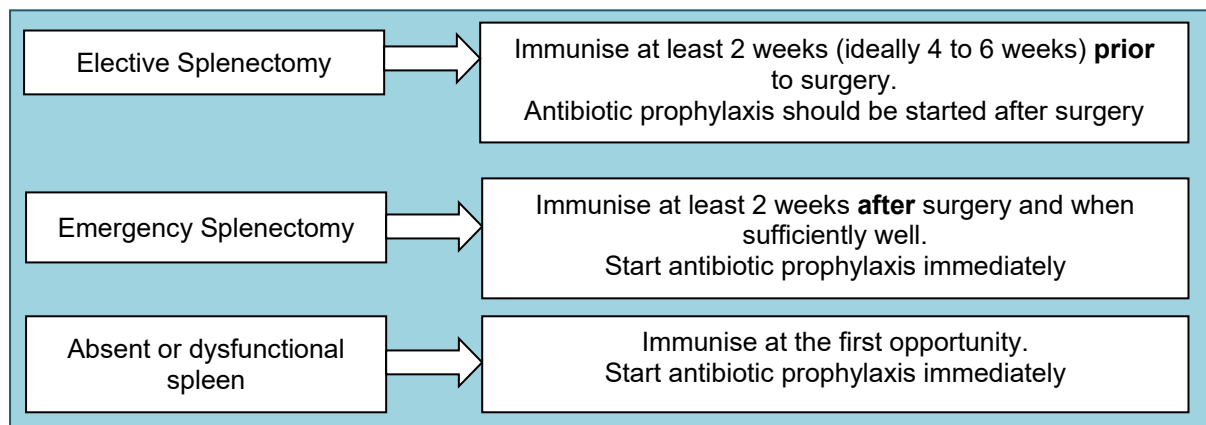 Elective Splenectomy
Immunise at least 2 weeks (ideally 4 to 6 weeks) prior
to surgery.
Antibiotic prophylaxis should be started after surgery
Emergency Splenectomy
Immunise at least 2 weeks after surgery and when
sufficiently well.
Start antibiotic prophylaxis immediately
Absent or dysfunctional
spleen
Immunise at the first opportunity.
Start antibiotic prophylaxis immediately